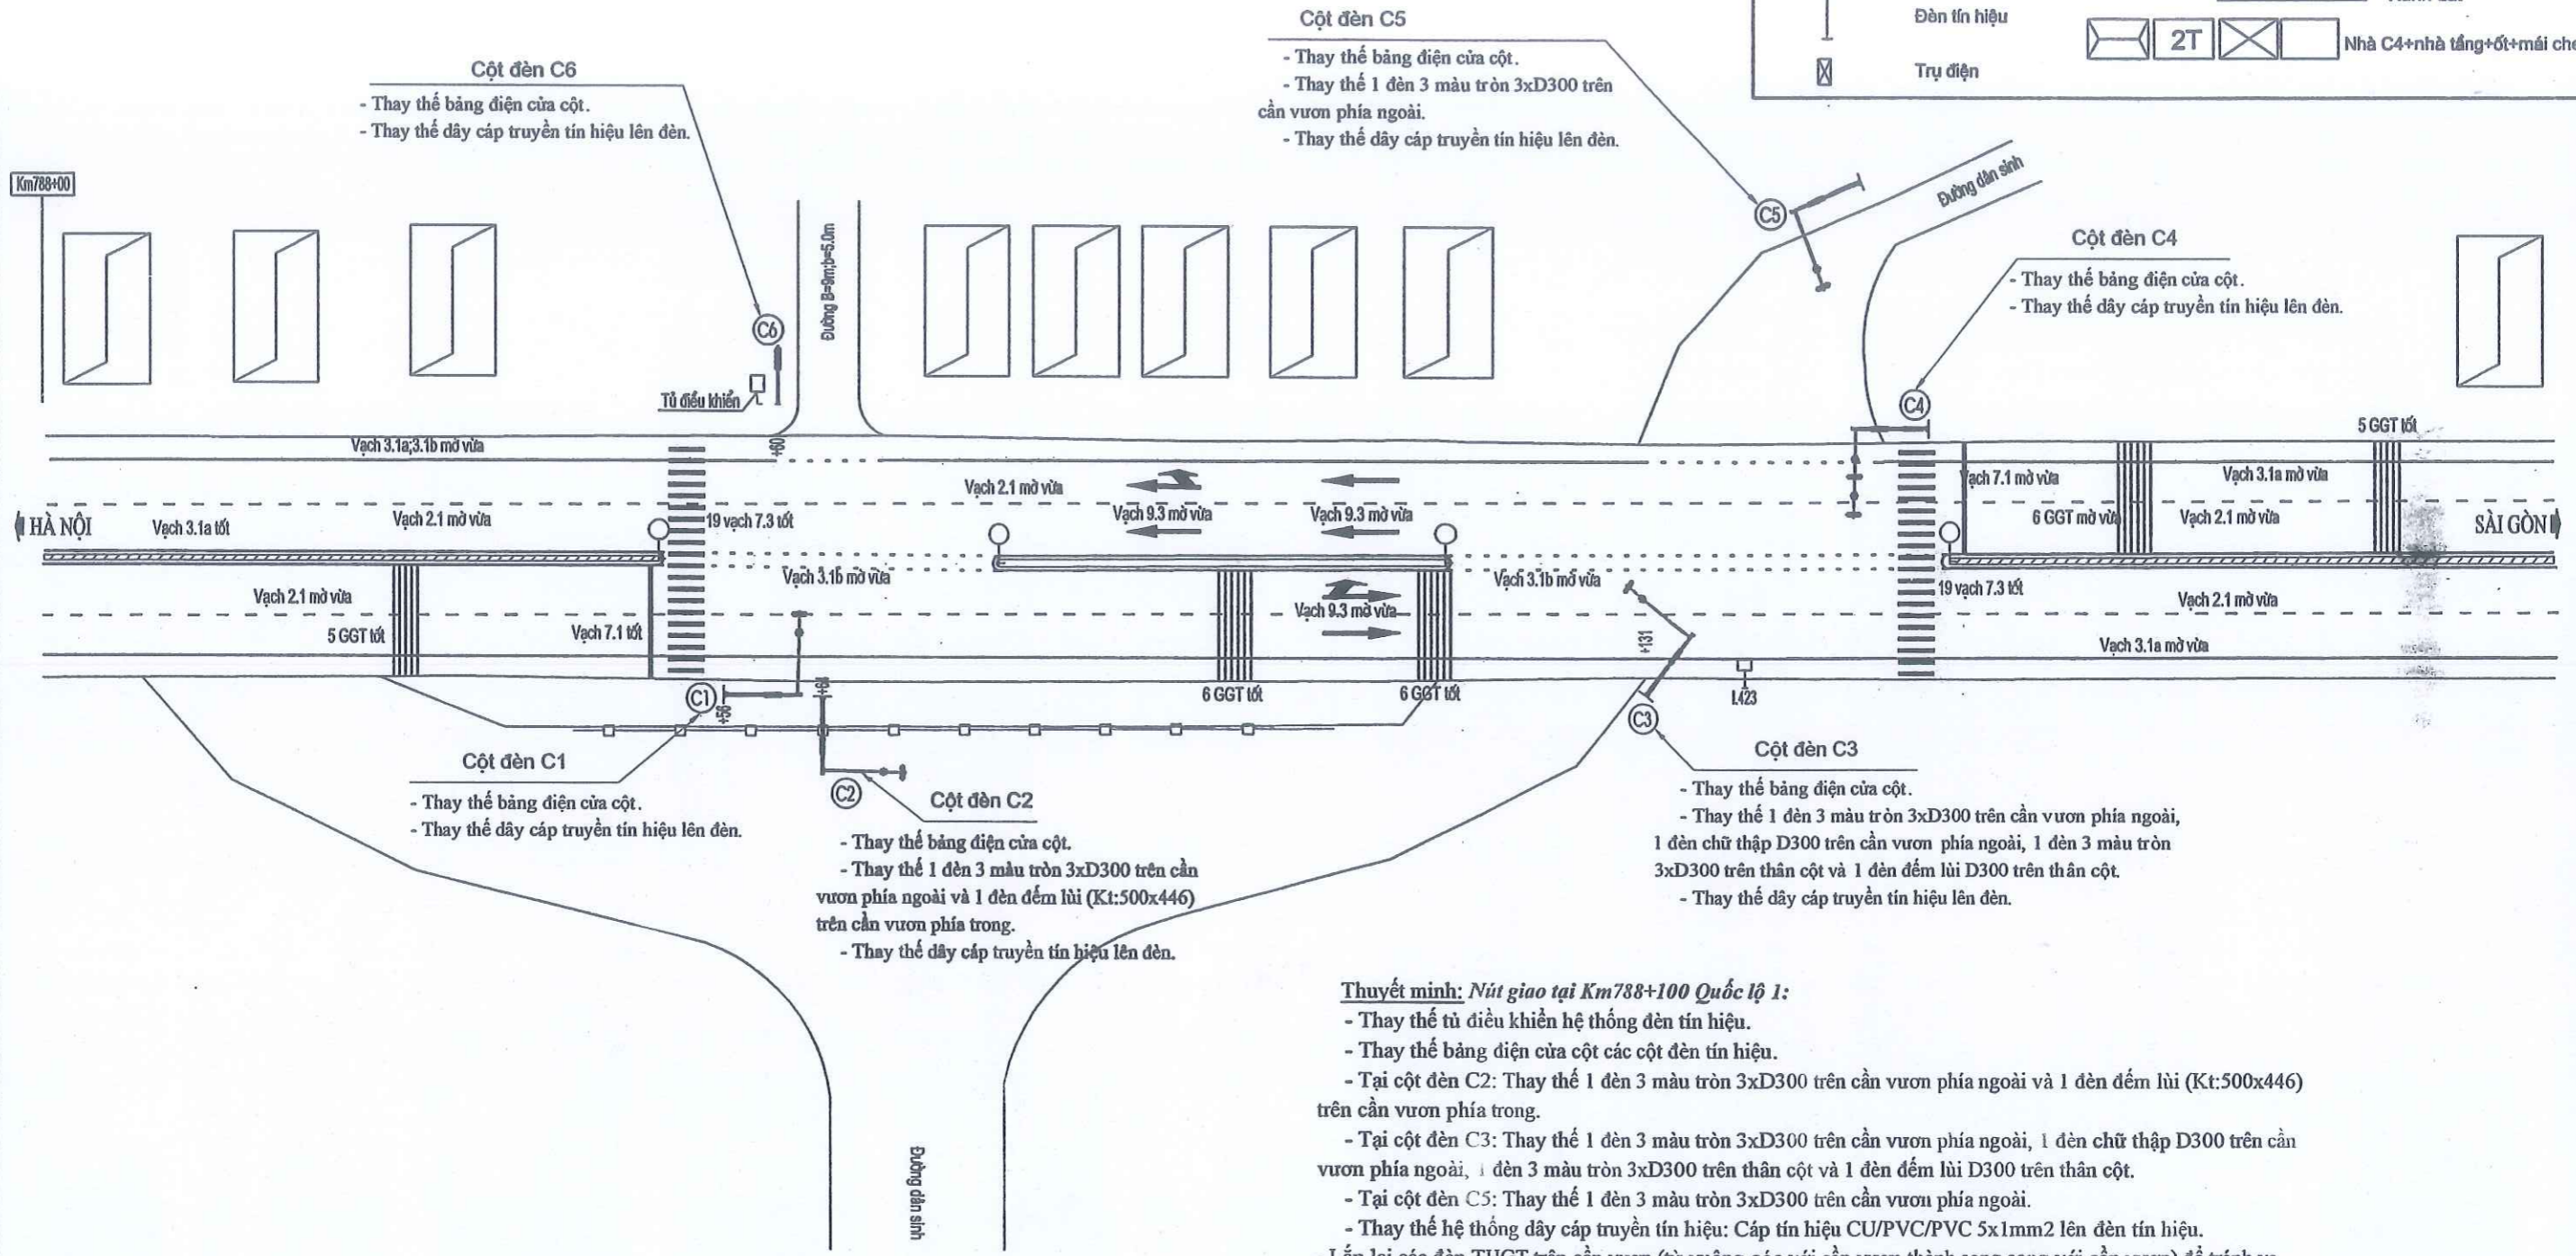 Cột đèn C5
- Thay thế bảng điện cửa cột.
- Thay thế 1 đèn 3 màu tròn 3xD300 trên
cần vươn phía ngoài.
- Thay thế dây cáp truyền tín hiệu lên đèn.
Đèn tín hiệu
2T
Nhà C4+nhà tầng+ốt+mái che
Trụ điện
Cột đèn C6
- Thay thế bảng điện cửa cột.
- Thay thế dây cáp truyền tín hiệu lên đèn.
Km788+00
Đường dân sinh
C5
Cột đèn C4
- Thay thế bảng điện cửa cột.
- Thay thế dây cáp truyền tín hiệu lên đèn.
Đường B=9m;b=5.0m
C6
Tủ điều khiển
C4
+60
Vạch 3.1a;3.1b mờ vừa
5 GGT tốt
Vạch 2.1 mờ vừa
Vạch 7.1 mờ vừa
Vạch 3.1a mờ vừa
HÀ NỘI
Vạch 3.1a tốt
Vạch 2.1 mờ vừa
19 vạch 7.3 tốt
Vạch 9.3 mờ vừa
Vạch 9.3 mờ vừa
6 GGT mờ vừa
Vạch 2.1 mờ vừa
SÀI GÒN
Vạch 3.1b mờ vừa
Vạch 3.1b mờ vừa
Vạch 2.1 mờ vừa
19 vạch 7.3 tốt
Vạch 2.1 mờ vừa
Vạch 9.3 mờ vừa
5 GGT tốt
Vạch 7.1 tốt
+131
Vạch 3.1a mờ vừa
C1
+56
6 GGT tốt
6 GGT tốt
L423
C3
Cột đèn C1
- Thay thế bảng điện cửa cột.
- Thay thế dây cáp truyền tín hiệu lên đèn.
C2
Cột đèn C2
- Thay thế bảng điện cửa cột.
- Thay thế 1 đèn 3 màu tròn 3xD300 trên cần
vươn phía ngoài và 1 đèn đếm lùi (Kt:500x446)
trên cần vươn phía trong.
- Thay thế dây cáp truyền tín hiệu lên đèn.
Cột đèn C3
- Thay thế bảng điện cửa cột.
- Thay thế 1 đèn 3 màu tròn 3xD300 trên cần vươn phía ngoài,
1 đèn chữ thập D300 trên cần vươn phía ngoài, 1 đèn 3 màu tròn
3xD300 trên thân cột và 1 đèn đếm lùi D300 trên thân cột.
- Thay thế dây cáp truyền tín hiệu lên đèn.
Đường dân sinh
Thuyết minh: Nút giao tại Km788+100 Quốc lộ 1:
- Thay thế tủ điều khiển hệ thống đèn tín hiệu.
- Thay thế bảng điện cửa cột các cột đèn tín hiệu.
- Tại cột đèn C2: Thay thế 1 đèn 3 màu tròn 3xD300 trên cần vươn phía ngoài và 1 đèn đếm lùi (Kt:500x446)
trên cần vươn phía trong.
- Tại cột đèn C3: Thay thế 1 đèn 3 màu tròn 3xD300 trên cần vươn phía ngoài, 1 đèn chữ thập D300 trên cần
vươn phía ngoài, 1 đèn 3 màu tròn 3xD300 trên thân cột và 1 đèn đếm lùi D300 trên thân cột.
- Tại cột đèn C5: Thay thế 1 đèn 3 màu tròn 3xD300 trên cần vươn phía ngoài.
- Thay thế hệ thống dây cáp truyền tín hiệu: Cáp tín hiệu CU/PVC/PVC 5x1mm2 lên đèn tín hiệu.